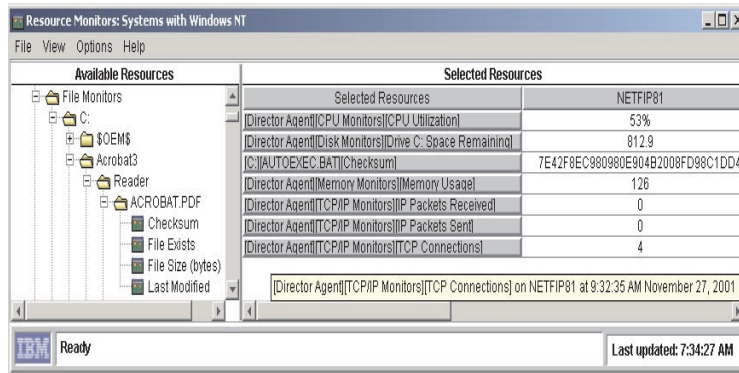 Resource Monitors: Systems with Windows NT
File View Options Help
Available Resources
File Monitors
C:
$OEM$
Acrobat3
Reader
ACROBAT.PDF
Checksum
File Exists
File Size (bytes)
Last Modified
Selected Resources
Selected Resources NETFIP81
[Director Agent][CPU Monitors][CPU Utilization] 53%
[Director Agent][Disk Monitors][Drive C: Space Remaining] 812.9
[C:][AUTOEXEC.BAT][Checksum] 7E42F8EC980980E904B2008FD98C1DD4
[Director Agent][Memory Monitors][Memory Usage] 126
[Director Agent][TCP/IP Monitors][IP Packets Received] 0
[Director Agent][TCP/IP Monitors][IP Packets Sent] 0
[Director Agent][TCP/IP Monitors][TCP Connections] 4
[Director Agent][TCP/IP Monitors][TCP Connections] on NETFIP81 at 9:32:35 AM November 27, 2001
IBM Ready Last updated: 7:34:27 AM